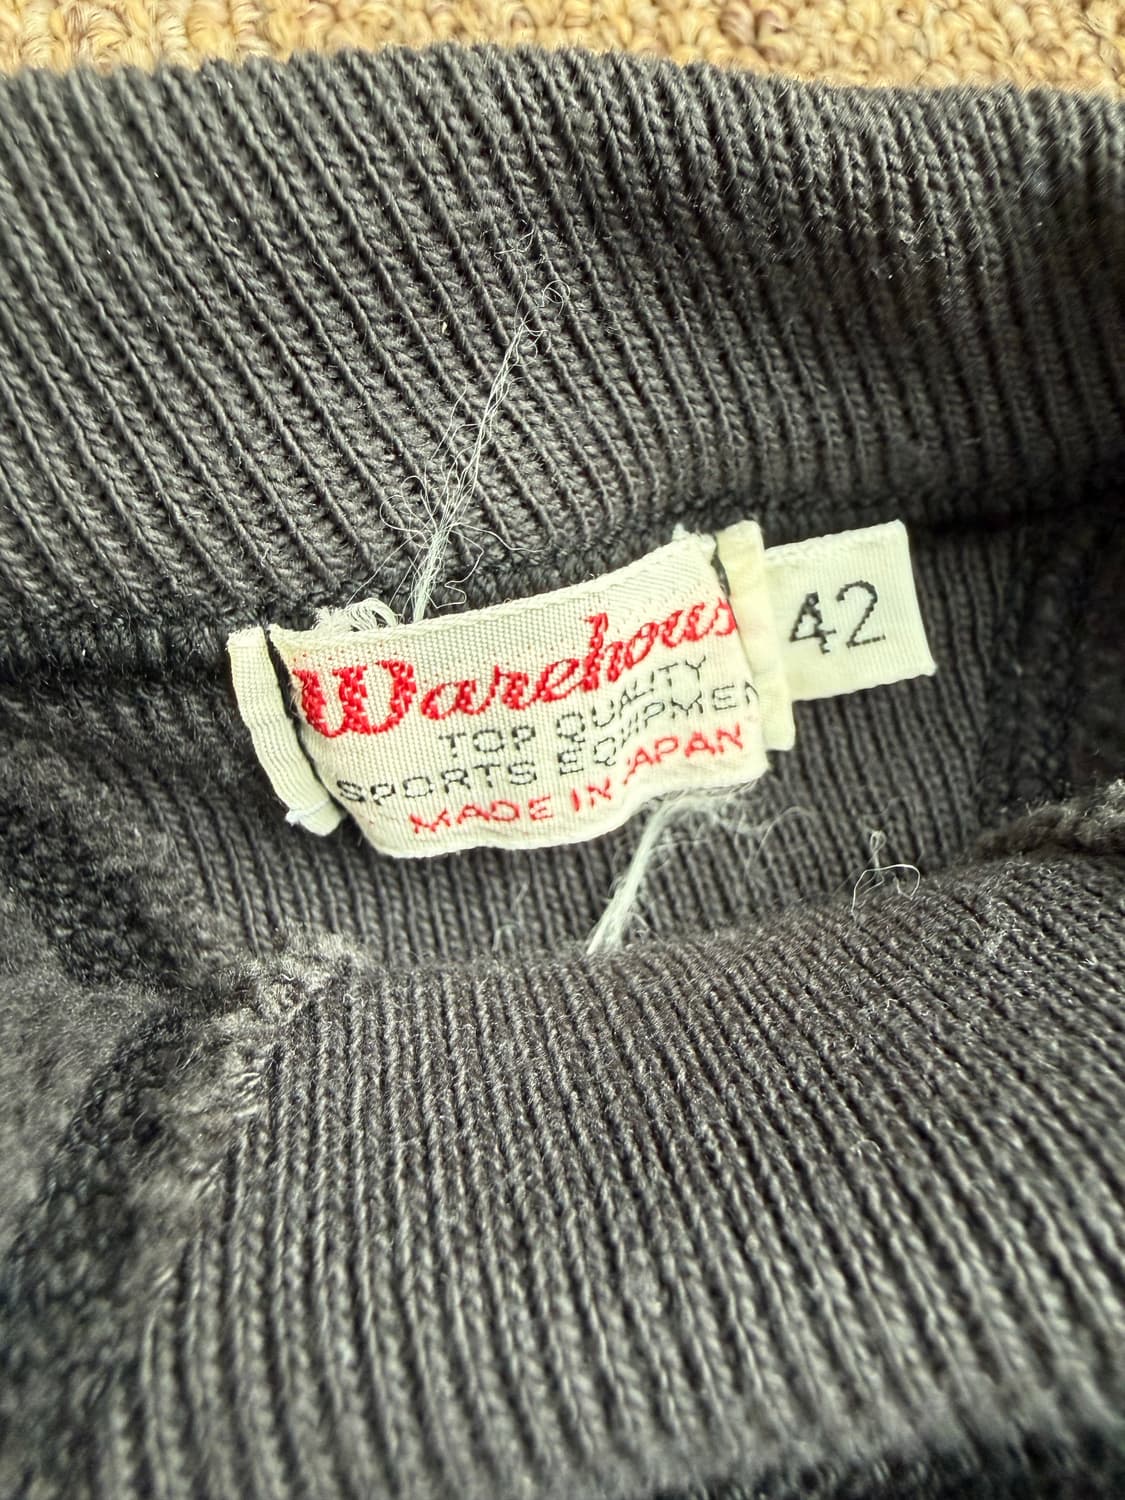 Warehous
TOP QUALITY
SPORTS EQUIPMEN
MADE IN JAPAN
42